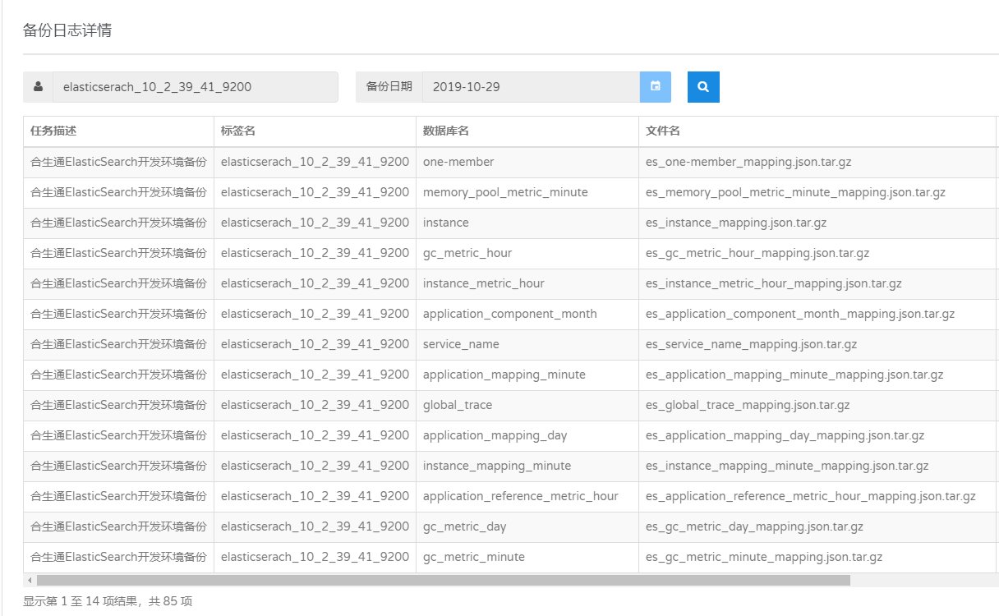 备份日志详情
elasticserach_10_2_39_41_9200 备份日期 2019-10-29
任务描述 标签名 数据库名 文件名
合生通ElasticSearch开发环境备份 elasticserach_10_2_39_41_9200 one-member es_one-member_mapping.json.tar.gz
合生通ElasticSearch开发环境备份 elasticserach_10_2_39_41_9200 memory_pool_metric_minute es_memory_pool_metric_minute_mapping.json.tar.gz
合生通ElasticSearch开发环境备份 elasticserach_10_2_39_41_9200 instance es_instance_mapping.json.tar.gz
合生通ElasticSearch开发环境备份 elasticserach_10_2_39_41_9200 gc_metric_hour es_gc_metric_hour_mapping.json.tar.gz
合生通ElasticSearch开发环境备份 elasticserach_10_2_39_41_9200 instance_metric_hour es_instance_metric_hour_mapping.json.tar.gz
合生通ElasticSearch开发环境备份 elasticserach_10_2_39_41_9200 application_component_month es_application_component_month_mapping.json.tar.gz
合生通ElasticSearch开发环境备份 elasticserach_10_2_39_41_9200 service_name es_service_name_mapping.json.tar.gz
合生通ElasticSearch开发环境备份 elasticserach_10_2_39_41_9200 application_mapping_minute es_application_mapping_minute_mapping.json.tar.gz
合生通ElasticSearch开发环境备份 elasticserach_10_2_39_41_9200 global_trace es_global_trace_mapping.json.tar.gz
合生通ElasticSearch开发环境备份 elasticserach_10_2_39_41_9200 application_mapping_day es_application_mapping_day_mapping.json.tar.gz
合生通ElasticSearch开发环境备份 elasticserach_10_2_39_41_9200 instance_mapping_minute es_instance_mapping_minute_mapping.json.tar.gz
合生通ElasticSearch开发环境备份 elasticserach_10_2_39_41_9200 application_reference_metric_hour es_application_reference_metric_hour_mapping.json.tar.gz
合生通ElasticSearch开发环境备份 elasticserach_10_2_39_41_9200 gc_metric_day es_gc_metric_day_mapping.json.tar.gz
合生通ElasticSearch开发环境备份 elasticserach_10_2_39_41_9200 gc_metric_minute es_gc_metric_minute_mapping.json.tar.gz
显示第 1 至 14 项结果，共 85 项